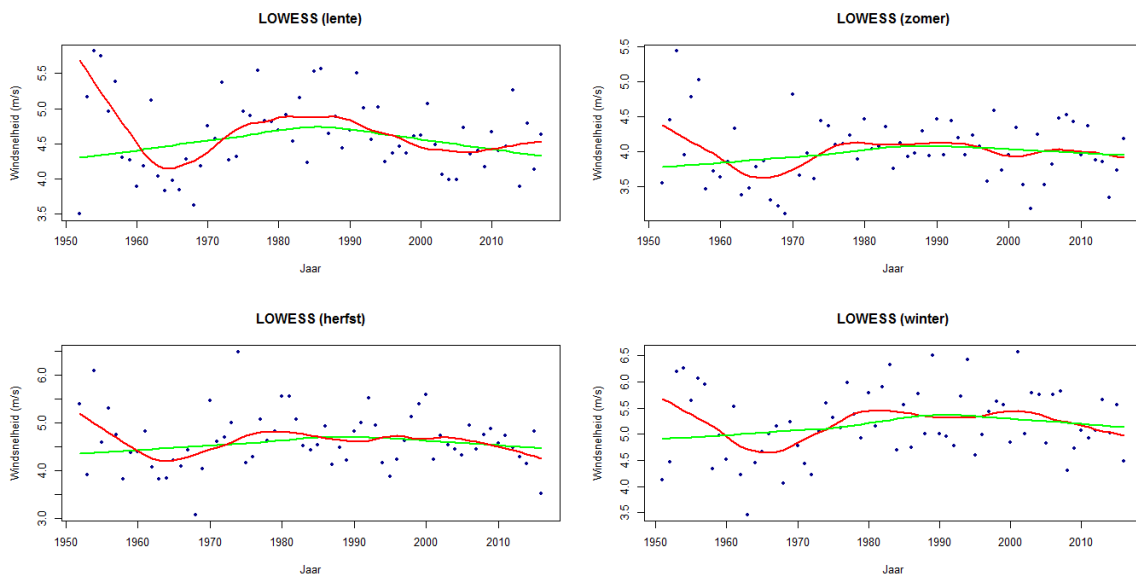 LOWESS (lente)
Windsnelheid (m/s)
3.5 4.0 4.5 5.0 5.5
1950 1960 1970 1980 1990 2000 2010
Jaar
LOWESS (zomer)
Windsnelheid (m/s)
3.5 4.0 4.5 5.0 5.5
1950 1960 1970 1980 1990 2000 2010
Jaar
LOWESS (herfst)
Windsnelheid (m/s)
3.0 4.0 5.0 6.0
1950 1960 1970 1980 1990 2000 2010
Jaar
LOWESS (winter)
Windsnelheid (m/s)
3.5 4.0 4.5 5.0 5.5 6.0 6.5
1950 1960 1970 1980 1990 2000 2010
Jaar